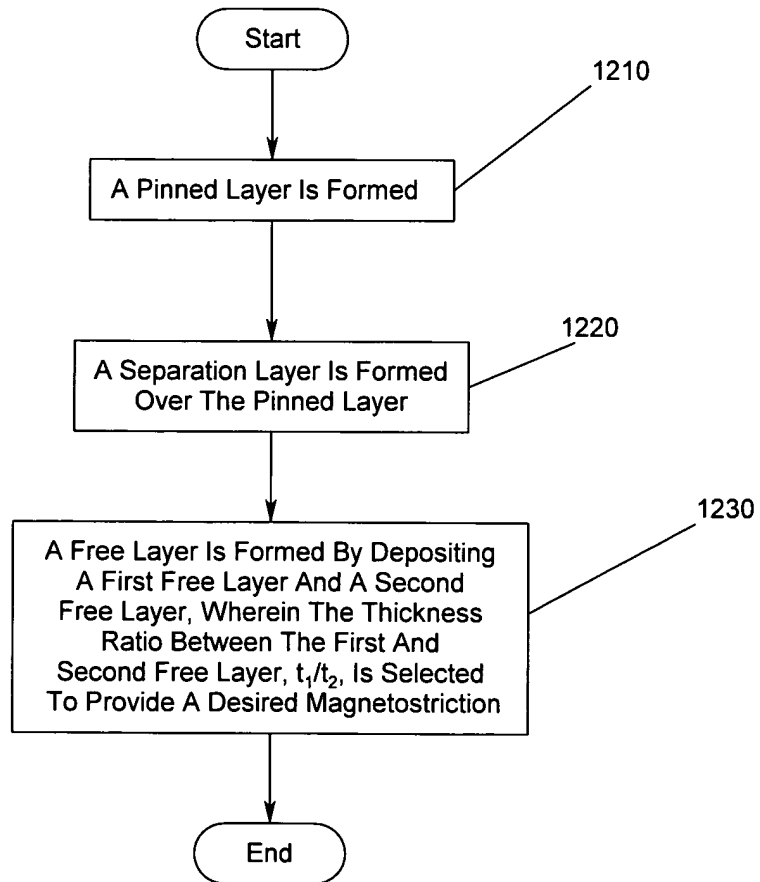 Start
1210
A Pinned Layer Is Formed
1220
A Separation Layer Is Formed
Over The Pinned Layer
1230
A Free Layer Is Formed By Depositing
A First Free Layer And A Second
Free Layer, Wherein The Thickness
Ratio Between The First And
Second Free Layer, t₁/t₂, Is Selected
To Provide A Desired Magnetostriction
End